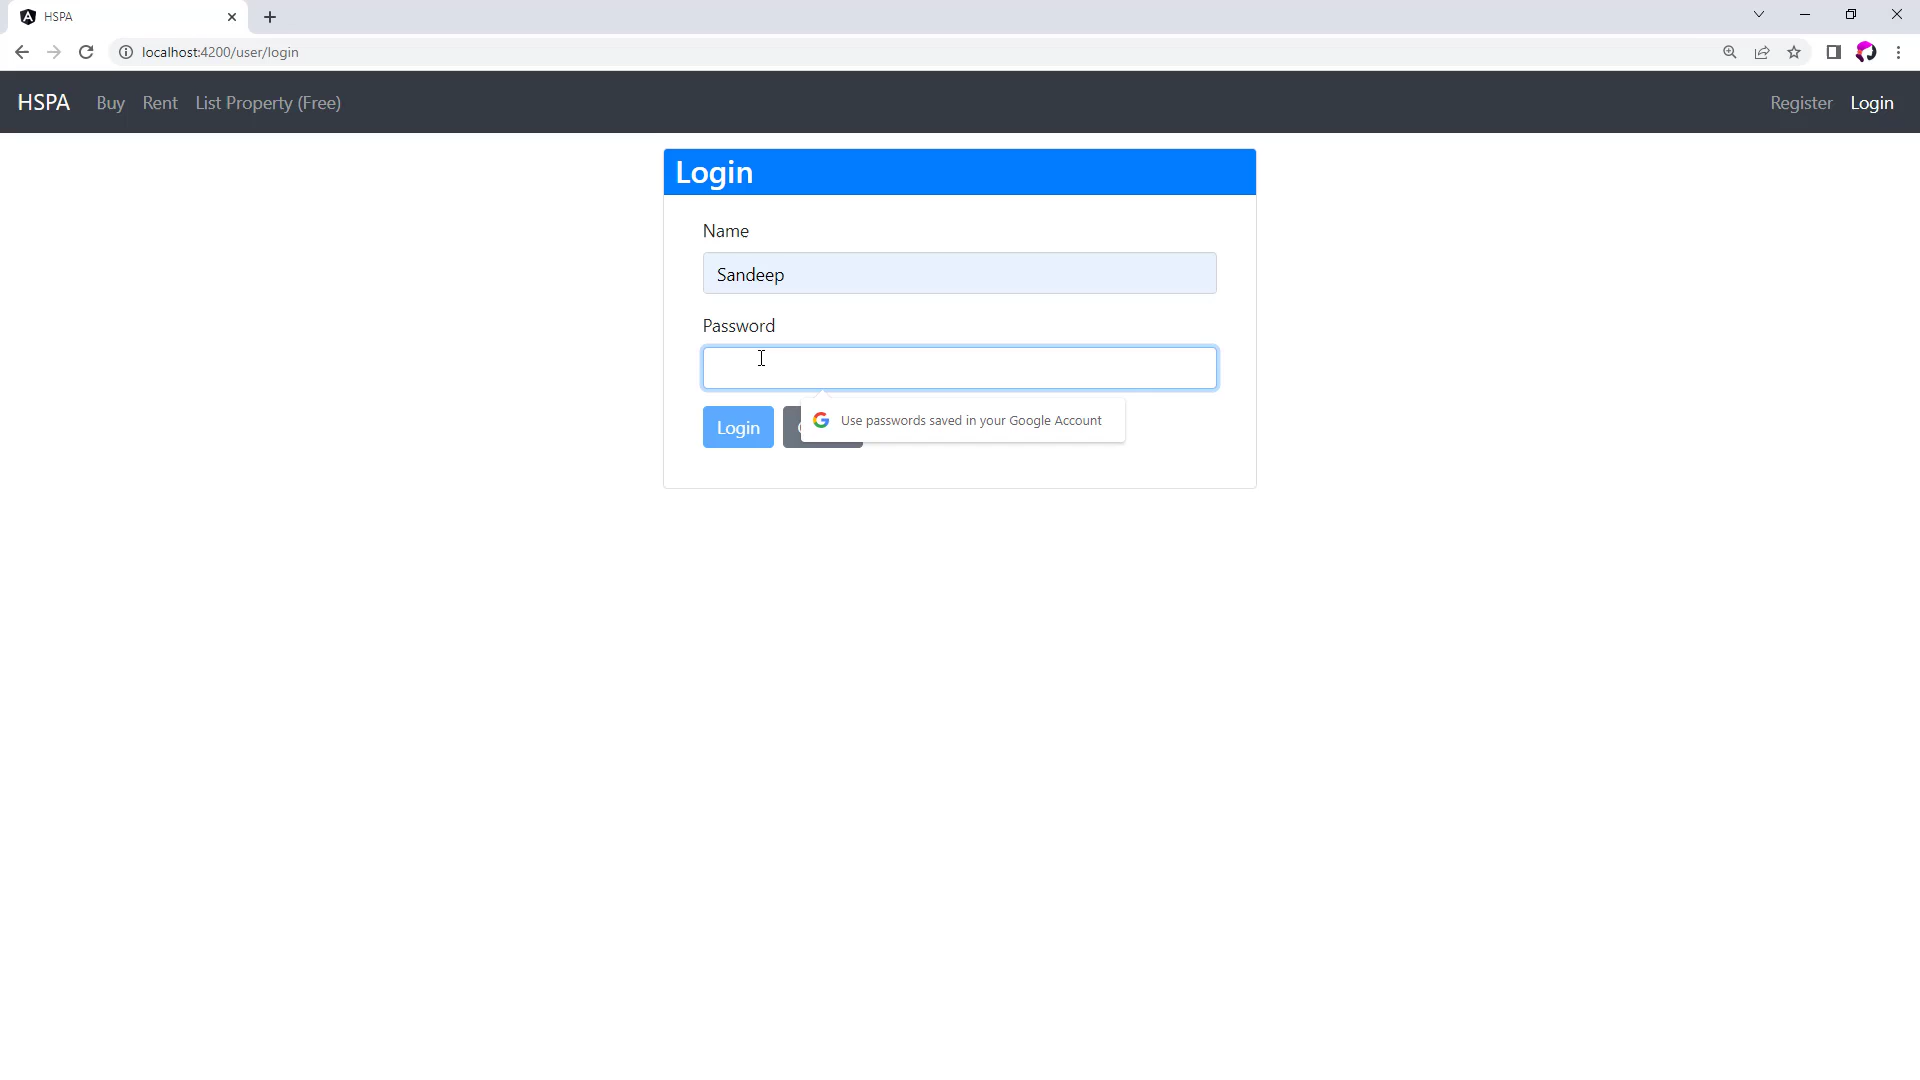 HSPA
localhost:4200/user/login
HSPA Buy Rent List Property (Free) Register Login
Login
Name
Sandeep
Password
Login
Use passwords saved in your Google Account